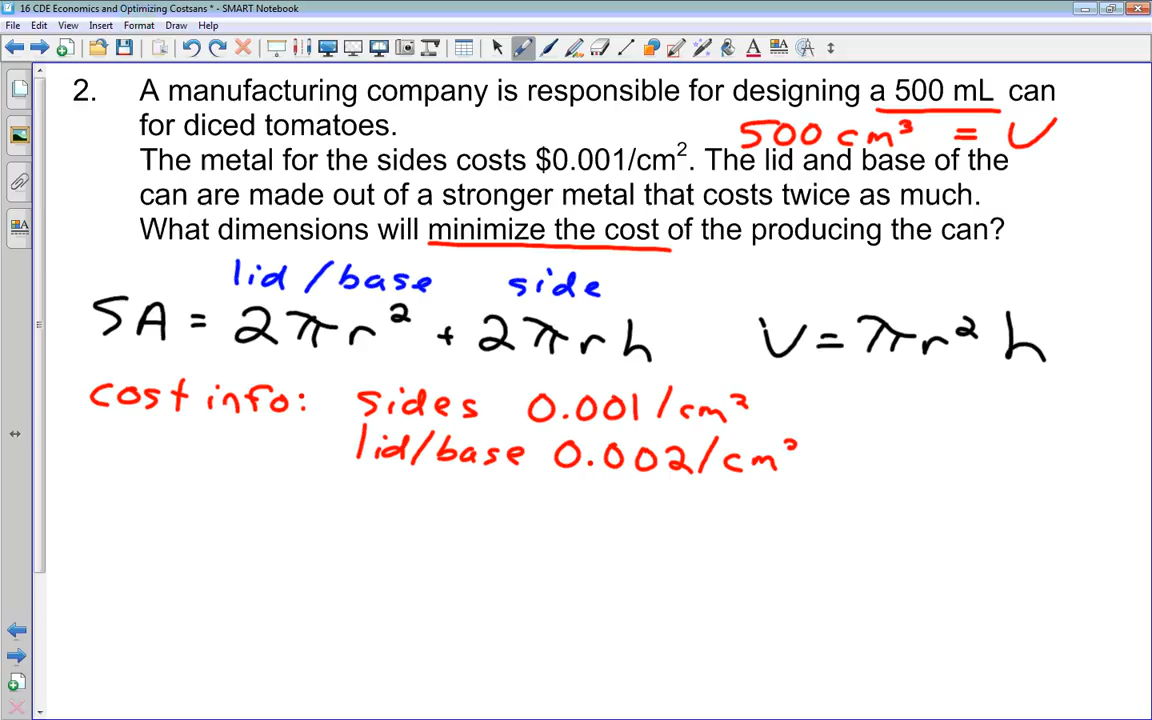 16 CDE Economics and Optimizing Costsans * - SMART Notebook
File Edit View Insert Format Tools Draw Help
2. A manufacturing company is responsible for designing a 500 mL can
for diced tomatoes.
500 cm³ = V
The metal for the sides costs $0.001/cm². The lid and base of the
can are made out of a stronger metal that costs twice as much.
What dimensions will minimize the cost of the producing the can?
lid/base side
SA = 2πr² + 2πrh V = πr²h
cost info: sides 0.001/cm²
lid/base 0.002/cm²